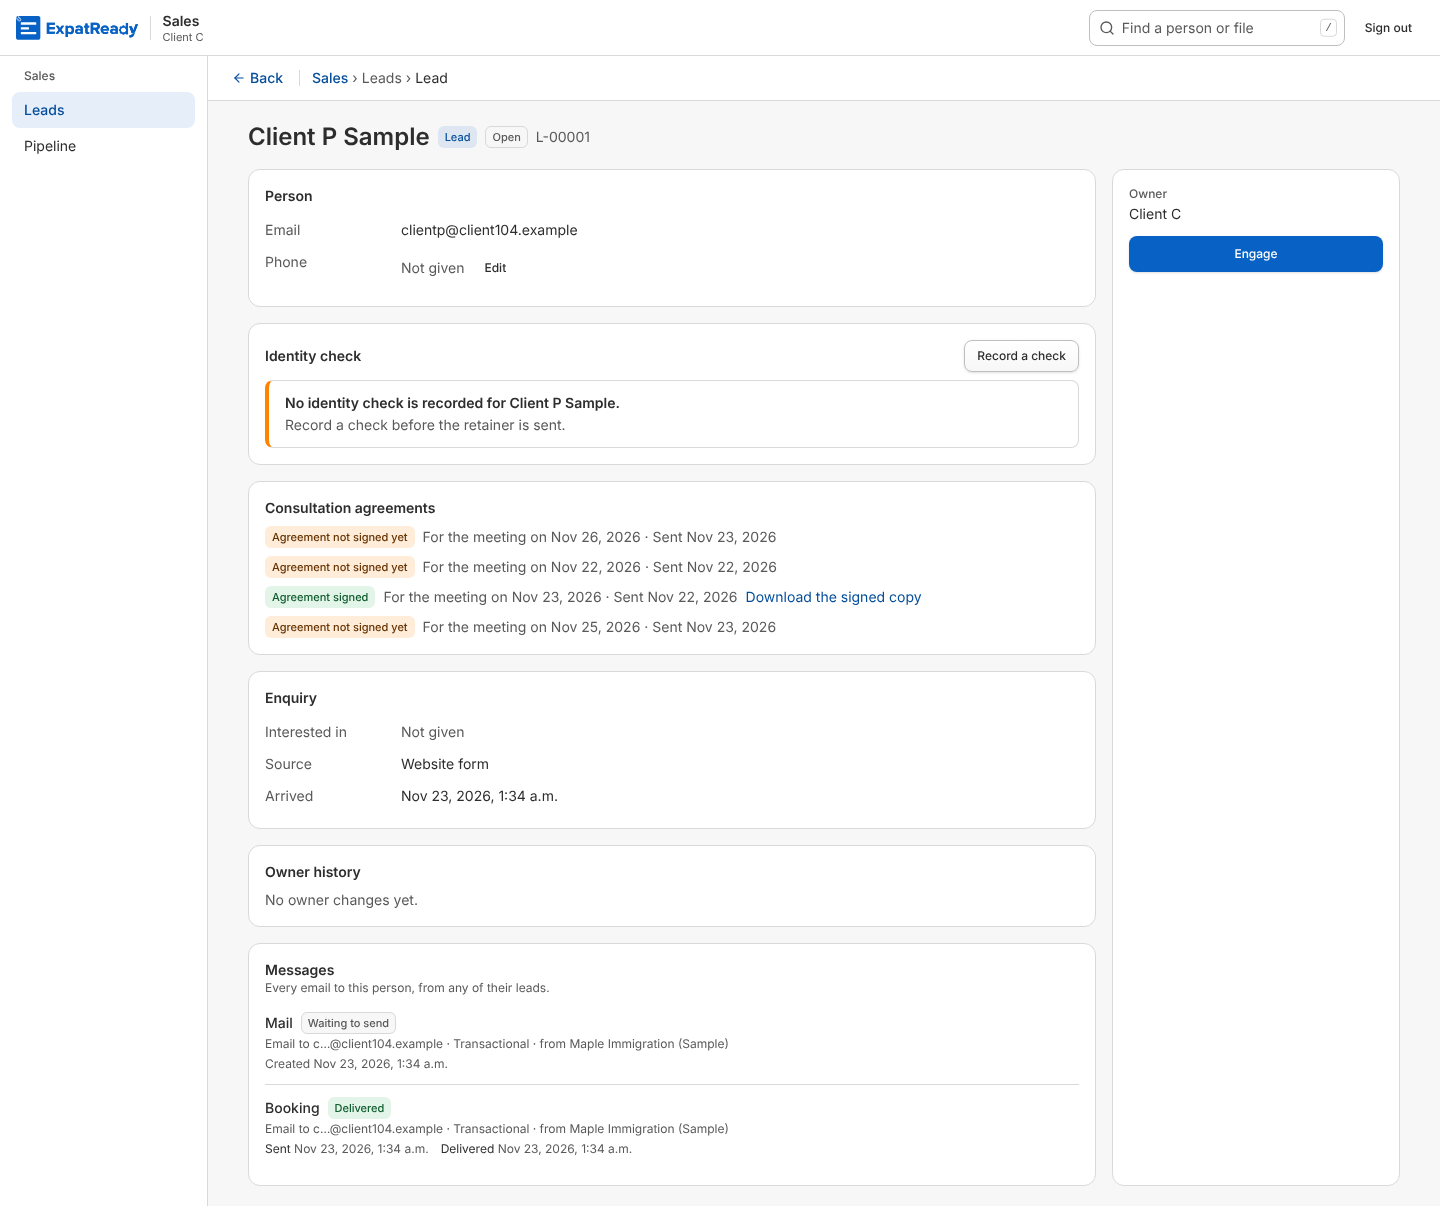 ExpatReady
Sales
Client C
Find a person or file
/
Sign out
Sales
Leads
Pipeline
Back
Sales › Leads › Lead
Client P Sample Lead Open L-00001
Person
Email clientp@client104.example
Phone Not given Edit
Identity check Record a check
No identity check is recorded for Client P Sample.
Record a check before the retainer is sent.
Consultation agreements
Agreement not signed yet For the meeting on Nov 26, 2026 · Sent Nov 23, 2026
Agreement not signed yet For the meeting on Nov 22, 2026 · Sent Nov 22, 2026
Agreement signed For the meeting on Nov 23, 2026 · Sent Nov 22, 2026 Download the signed copy
Agreement not signed yet For the meeting on Nov 25, 2026 · Sent Nov 23, 2026
Enquiry
Interested in Not given
Source Website form
Arrived Nov 23, 2026, 1:34 a.m.
Owner history
No owner changes yet.
Messages
Every email to this person, from any of their leads.
Mail Waiting to send
Email to c...@client104.example · Transactional · from Maple Immigration (Sample)
Created Nov 23, 2026, 1:34 a.m.
Booking Delivered
Email to c...@client104.example · Transactional · from Maple Immigration (Sample)
Sent Nov 23, 2026, 1:34 a.m. Delivered Nov 23, 2026, 1:34 a.m.
Owner
Client C
Engage